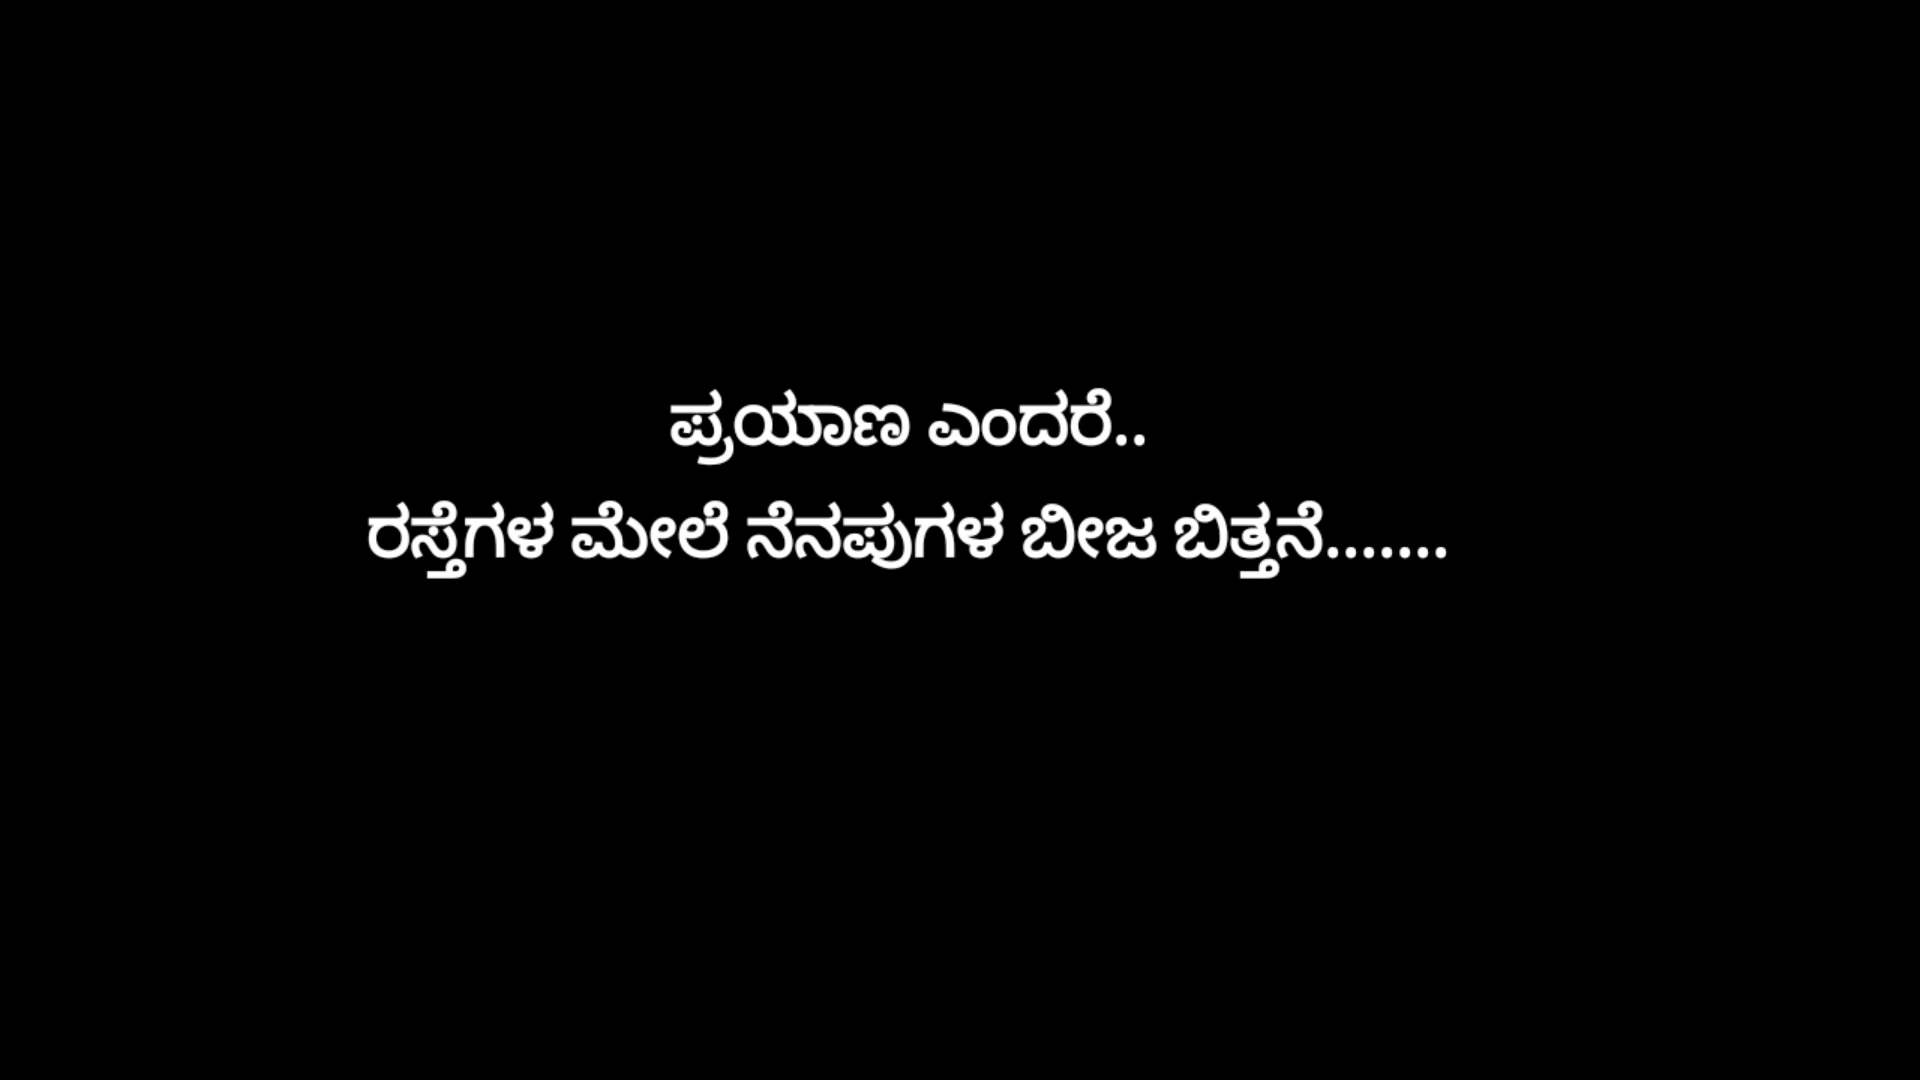 ಪ್ರಯಾಣ ಎಂದರೆ..
ರಸ್ತೆಗಳ ಮೇಲೆ ನೆನಪುಗಳ ಬೀಜ ಬಿತ್ತನೆ.......